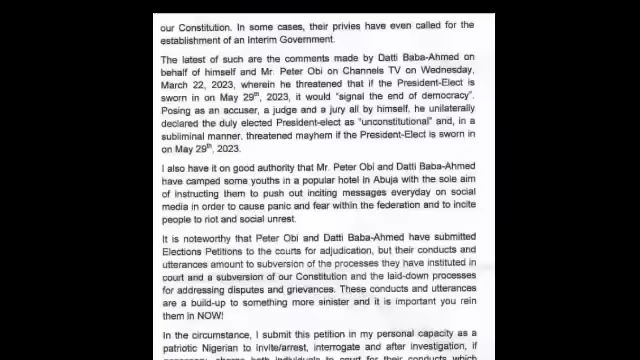 our Constitution. In some cases, their privies have even called for the
establishment of an Interim Government.
The latest of such are the comments made by Datti Baba-Ahmed on
behalf of himself and Mr. Peter Obi on Channels TV on Wednesday,
March 22, 2023, wherein he threatened that if the President-Elect is
sworn in on May 29th, 2023, it would "signal the end of democracy".
Posing as an accuser, a judge and a jury all by himself, he unilaterally
declared the duly elected President-elect as "unconstitutional" and, in a
subliminal manner, threatened mayhem if the President-Elect is sworn in
on May 29th, 2023.
I also have it on good authority that Mr. Peter Obi and Datti Baba-Ahmed
have camped some youths in a popular hotel in Abuja with the sole aim
of instructing them to push out inciting messages everyday on social
media in order to cause panic and fear within the federation and to incite
people to riot and social unrest.
It is noteworthy that Peter Obi and Datti Baba-Ahmed have submitted
Elections Petitions to the courts for adjudication, but their conducts and
utterances amount to subversion of the processes they have instituted in
court and a subversion of our Constitution and the laid-down processes
for addressing disputes and grievances. These conducts and utterances
are a build-up to something more sinister and it is important you rein
them in NOW!
In the circumstance, I submit this petition in my personal capacity as a
patriotic Nigerian to invite/arrest, interrogate and after investigation, if
both individuals to court for their conducts which